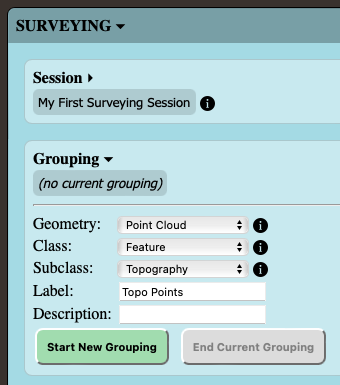 SURVEYING
Session
My First Surveying Session
Grouping
(no current grouping)
Geometry: Point Cloud
Class: Feature
Subclass: Topography
Label: Topo Points
Description:
Start New Grouping End Current Grouping